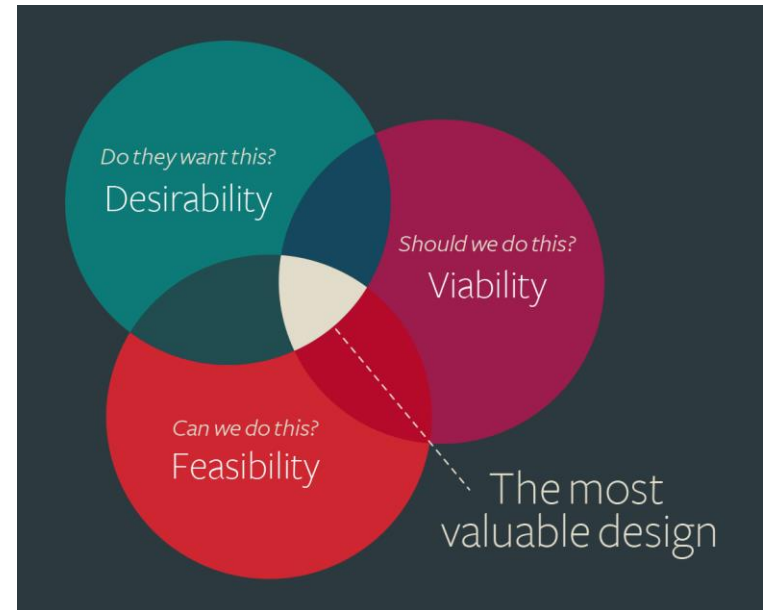 Do they want this?
Desirability
Should we do this?
Viability
Can we do this?
Feasibility
The most
valuable design